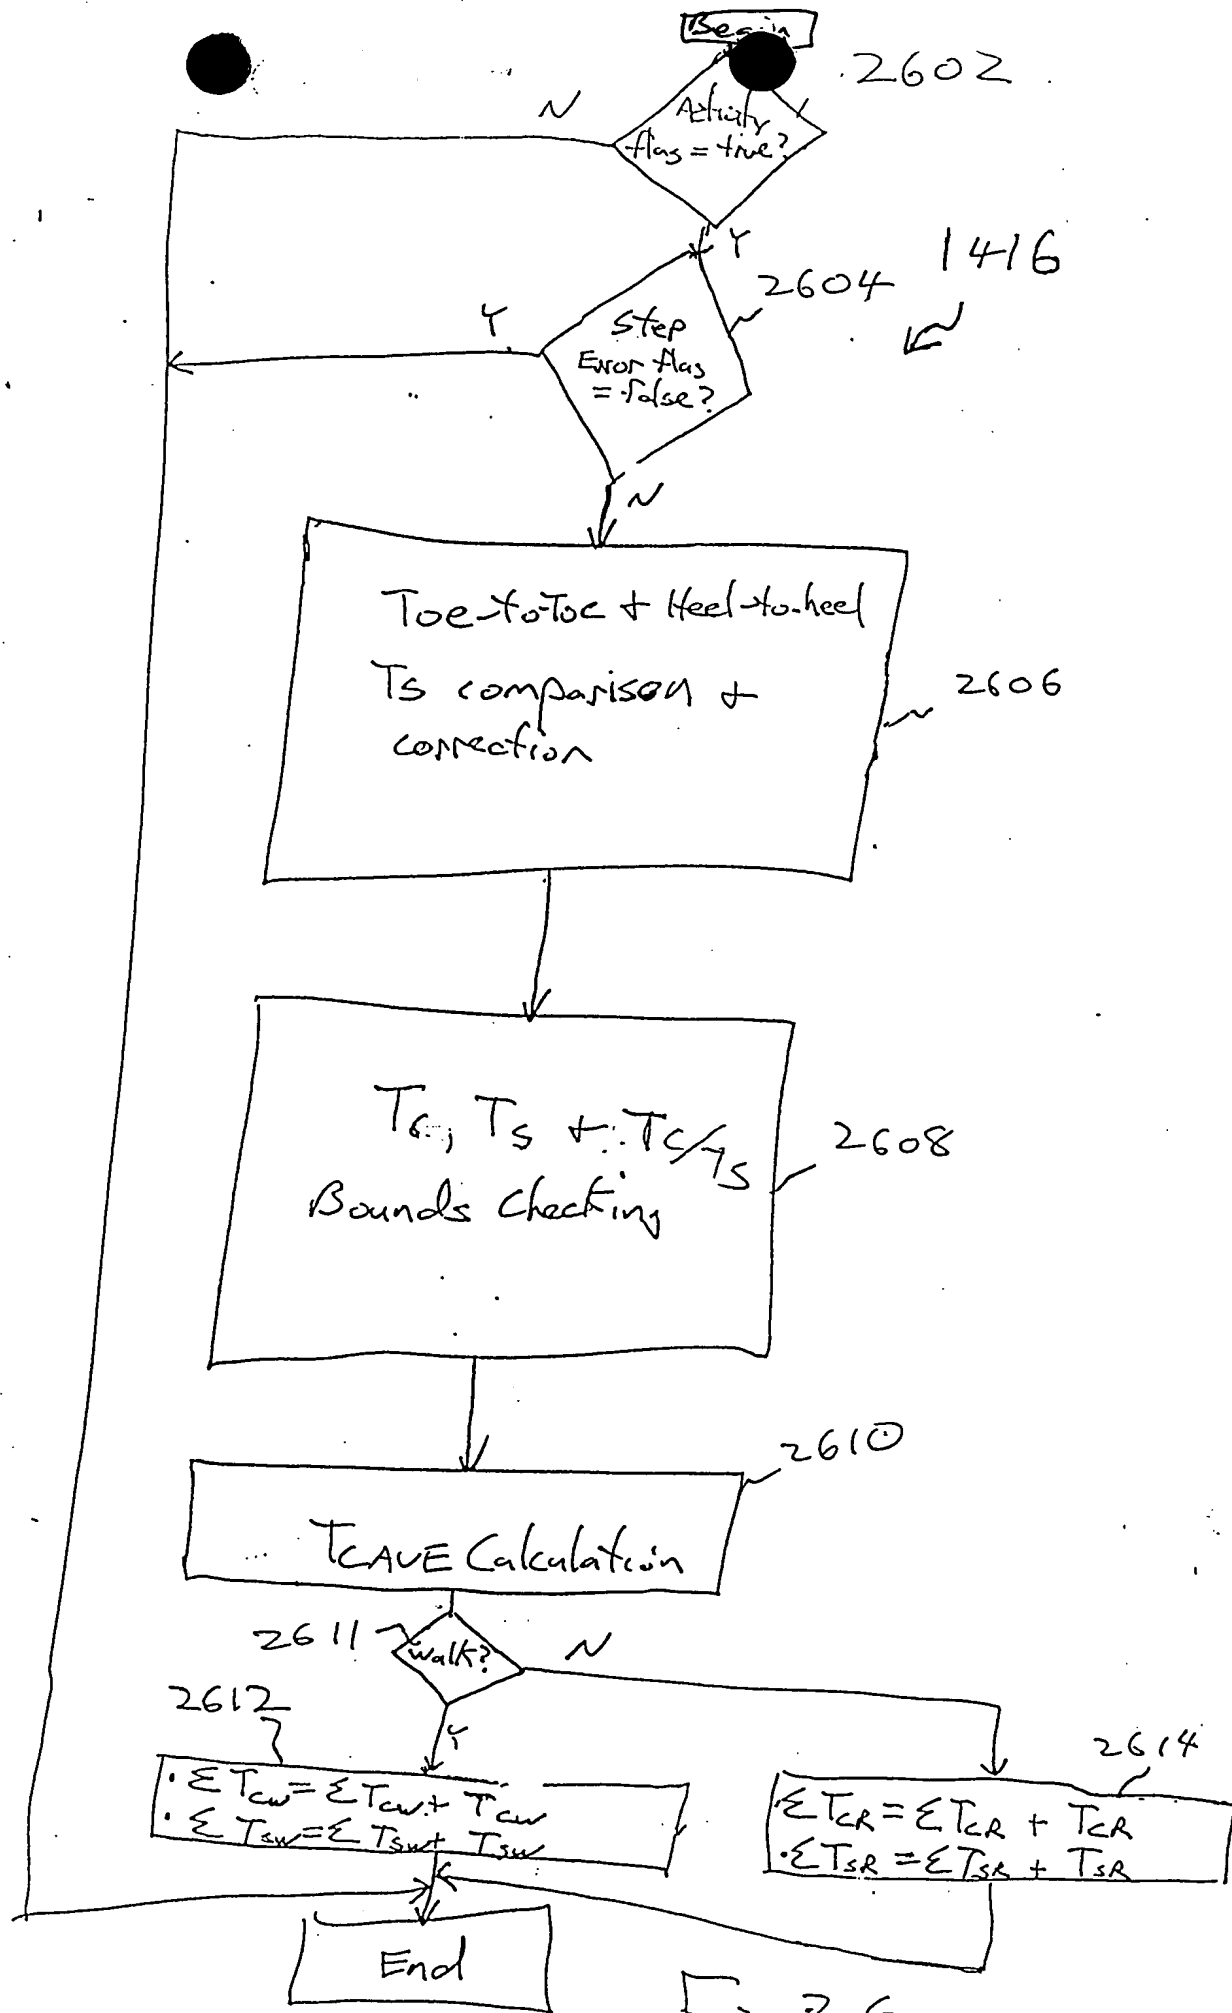 Begin
2602
N
Activity
flag = true?
Y
1416
2604
Y
Step
Error flag
= false?
N
Toe-to-Toe + Heel-to-heel
Ts comparison +
correction
2606
Tc, Ts + Tc/Ts
Bounds Checking
2608
2610
TCAVE Calculation
2611
walk?
N
2612
Y
2614
· ΣTcw = ΣTcw + Tcw
· ΣTsw = ΣTsw + Tsw
· ΣTCR = ΣTCR + TCR
· ΣTSR = ΣTSR + TSR
End
26